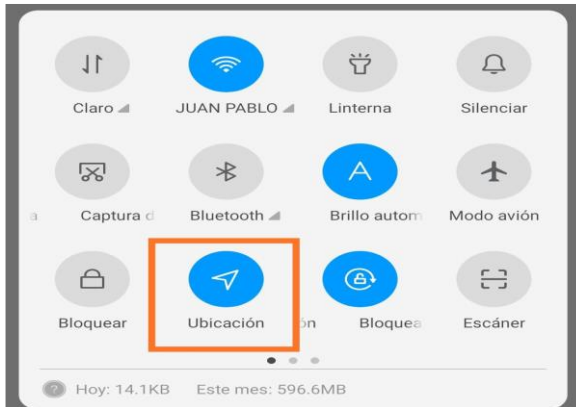 Claro JUAN PABLO Linterna Silenciar
a Captura d Bluetooth Brillo autom Modo avión
Bloquear Ubicación ón Bloquea Escáner
? Hoy: 14.1KB Este mes: 596.6MB